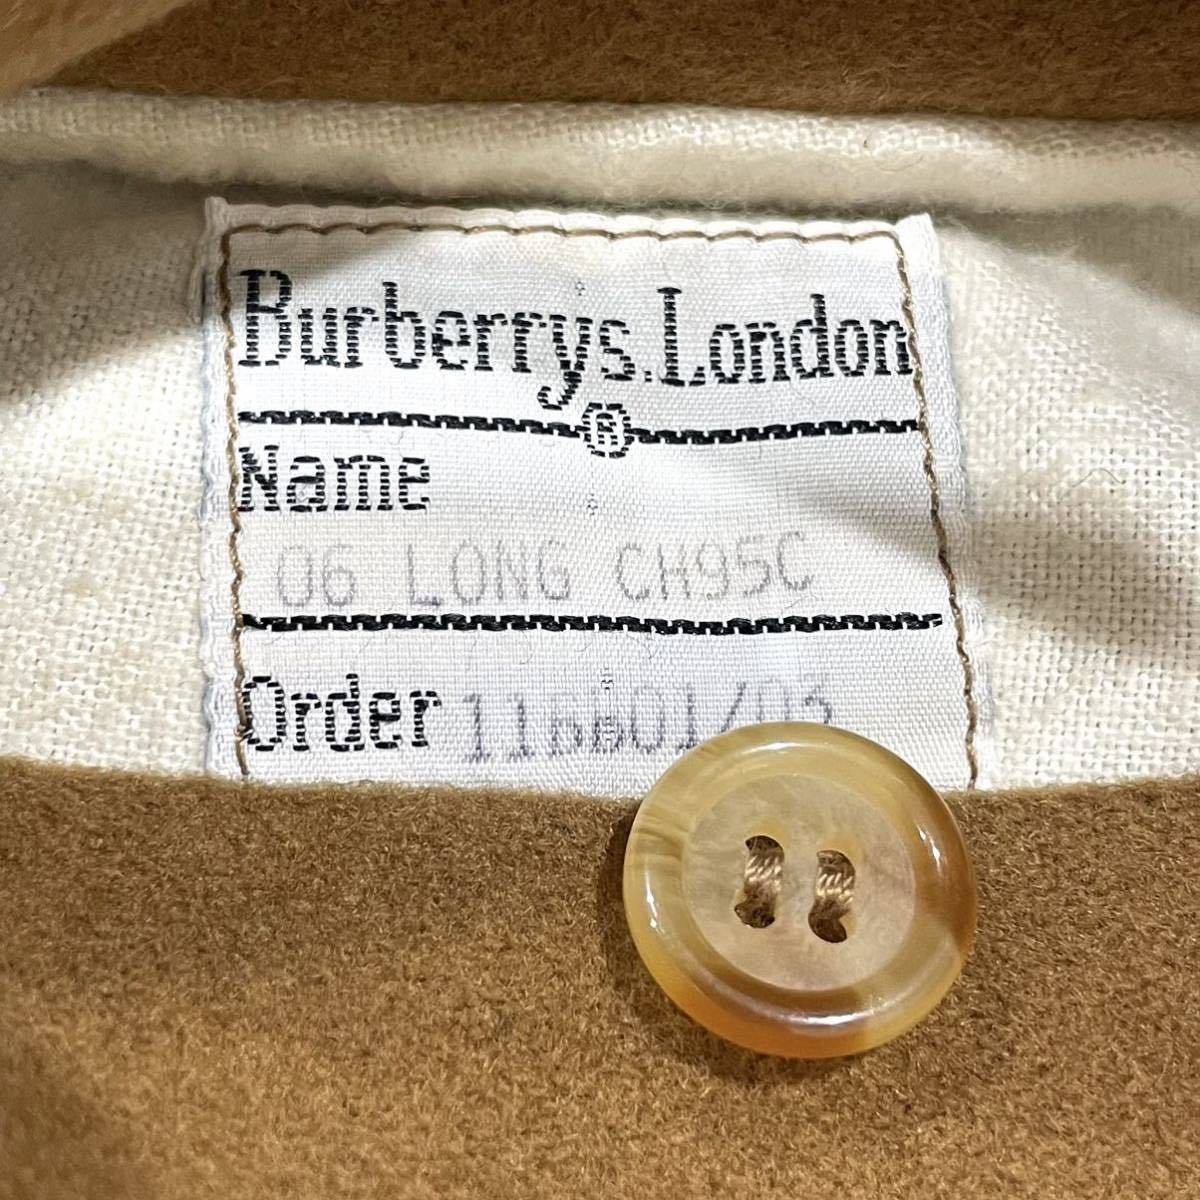 Burberrys. London
®
Name
06 LONG CH95C
Order 116601/03